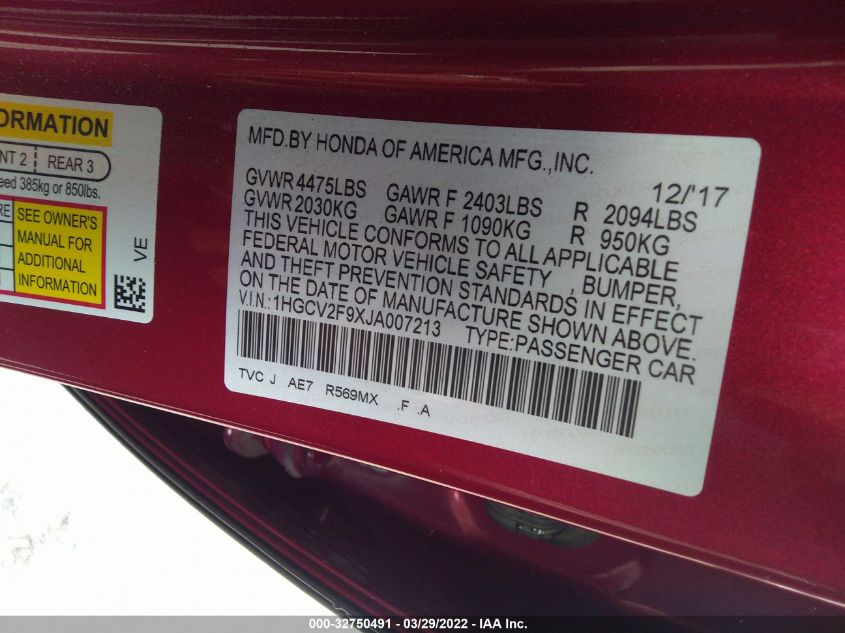 ORMATION
NT 2 REAR 3
eed 385kg or 850lbs.
RE
SEE OWNER'S
MANUAL FOR
ADDITIONAL
INFORMATION
VE
MFD.BY HONDA OF AMERICA MFG.,INC.
12/'17
GVWR 4475LBS GAWR F 2403LBS R 2094LBS
GVWR 2030KG GAWR F 1090KG R 950KG
THIS VEHICLE CONFORMS TO ALL APPLICABLE
FEDERAL MOTOR VEHICLE SAFETY , BUMPER,
AND THEFT PREVENTION STANDARDS IN EFFECT
ON THE DATE OF MANUFACTURE SHOWN ABOVE.
V.I.N.:1HGCV2F9XJA007213 TYPE:PASSENGER CAR
TVC J AE7 R569MX .F .A
000-32750491 - 03/29/2022 - IAA Inc.